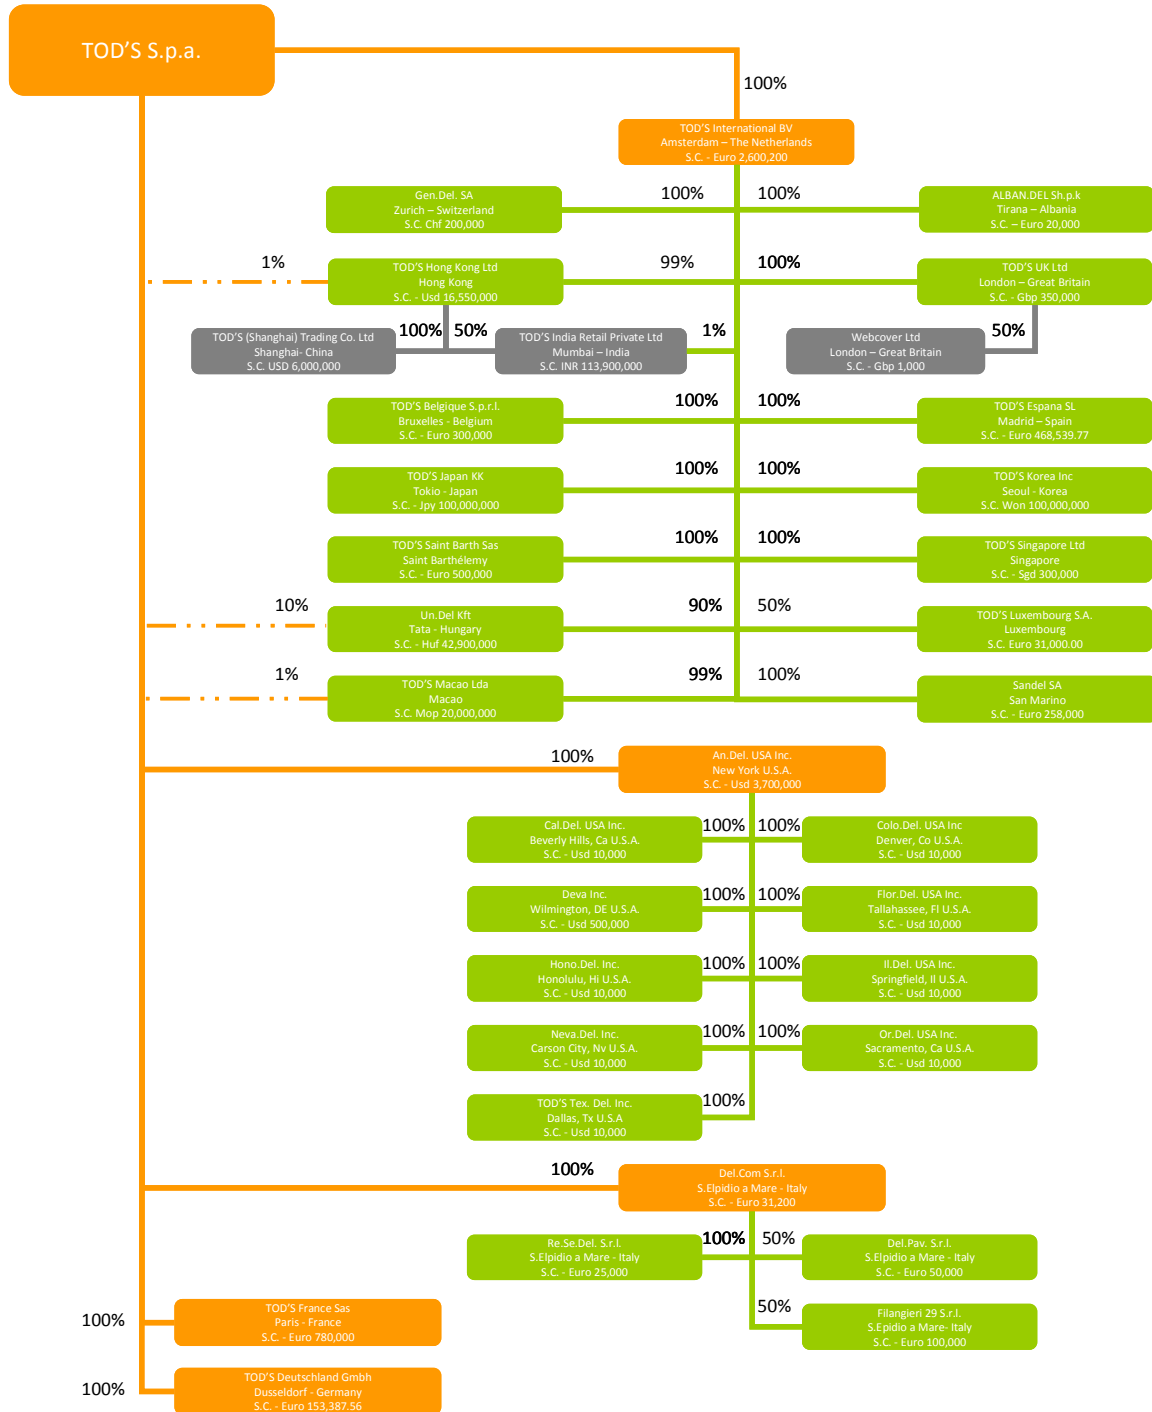 TOD'S S.p.a.
100%
TOD'S International BV
Amsterdam – The Netherlands
S.C. - Euro 2,600,200
Gen.Del. SA
Zurich – Switzerland
S.C. Chf 200,000
100%
100%
ALBAN.DEL Sh.p.k
Tirana – Albania
S.C. – Euro 20,000
1%
TOD'S Hong Kong Ltd
Hong Kong
S.C. - Usd 16,550,000
99%
100%
TOD'S UK Ltd
London – Great Britain
S.C. - Gbp 350,000
TOD'S (Shanghai) Trading Co. Ltd
Shanghai- China
S.C. USD 6,000,000
100%
50%
TOD'S India Retail Private Ltd
Mumbai – India
S.C. INR 113,900,000
1%
Webcover Ltd
London – Great Britain
S.C. - Gbp 1,000
50%
TOD'S Belgique S.p.r.l.
Bruxelles - Belgium
S.C. - Euro 300,000
100%
100%
TOD'S Espana SL
Madrid – Spain
S.C. - Euro 468,539.77
TOD'S Japan KK
Tokio - Japan
S.C. - Jpy 100,000,000
100%
100%
TOD'S Korea Inc
Seoul - Korea
S.C. Won 100,000,000
TOD'S Saint Barth Sas
Saint Barthélemy
S.C. - Euro 500,000
100%
100%
TOD'S Singapore Ltd
Singapore
S.C. - Sgd 300,000
10%
Un.Del Kft
Tata - Hungary
S.C. - Huf 42,900,000
90%
50%
TOD'S Luxembourg S.A.
Luxembourg
S.C. Euro 31,000.00
1%
TOD'S Macao Lda
Macao
S.C. Mop 20,000,000
99%
100%
Sandel SA
San Marino
S.C. - Euro 258,000
100%
An.Del. USA Inc.
New York U.S.A.
S.C. - Usd 3,700,000
Cal.Del. USA Inc.
Beverly Hills, Ca U.S.A.
S.C. - Usd 10,000
100%
100%
Colo.Del. USA Inc
Denver, Co U.S.A.
S.C. - Usd 10,000
Deva Inc.
Wilmington, DE U.S.A.
S.C. - Usd 500,000
100%
100%
Flor.Del. USA Inc.
Tallahassee, Fl U.S.A.
S.C. - Usd 10,000
Hono.Del. Inc.
Honolulu, Hi U.S.A.
S.C. - Usd 10,000
100%
100%
Il.Del. USA Inc.
Springfield, Il U.S.A.
S.C. - Usd 10,000
Neva.Del. Inc.
Carson City, Nv U.S.A.
S.C. - Usd 10,000
100%
100%
Or.Del. USA Inc.
Sacramento, Ca U.S.A.
S.C. - Usd 10,000
TOD'S Tex. Del. Inc.
Dallas, Tx U.S.A
S.C. - Usd 10,000
100%
100%
Del.Com S.r.l.
S.Elpidio a Mare - Italy
S.C. - Euro 31,200
Re.Se.Del. S.r.l.
S.Elpidio a Mare - Italy
S.C. - Euro 25,000
100%
50%
Del.Pav. S.r.l.
S.Elpidio a Mare - Italy
S.C. - Euro 50,000
50%
Filangieri 29 S.r.l.
S.Epidio a Mare- Italy
S.C. - Euro 100,000
100%
TOD'S France Sas
Paris - France
S.C. - Euro 780,000
100%
TOD'S Deutschland Gmbh
Dusseldorf - Germany
S.C. - Euro 153,387.56